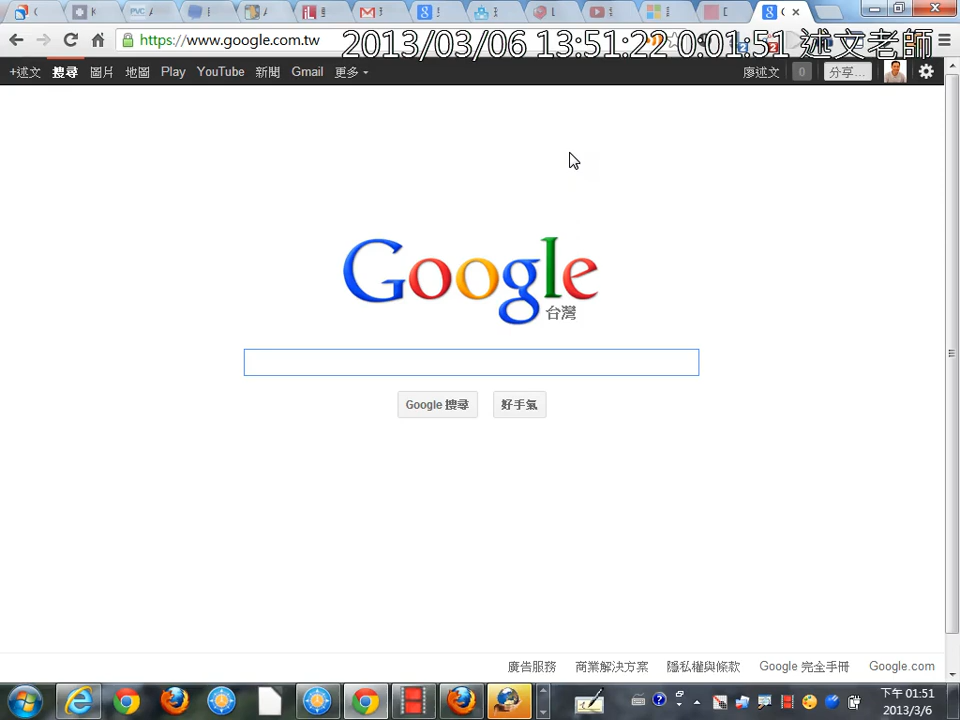 https://www.google.com.tw
2013/03/06 13:51:22 0:01:51 述文老師
+述文 搜尋 圖片 地圖 Play YouTube 新聞 Gmail 更多
廖述文 0 分享...
Google
台灣
Google 搜尋 好手氣
廣告服務 商業解決方案 隱私權與條款 Google 完全手冊 Google.com
下午 01:51
2013/3/6